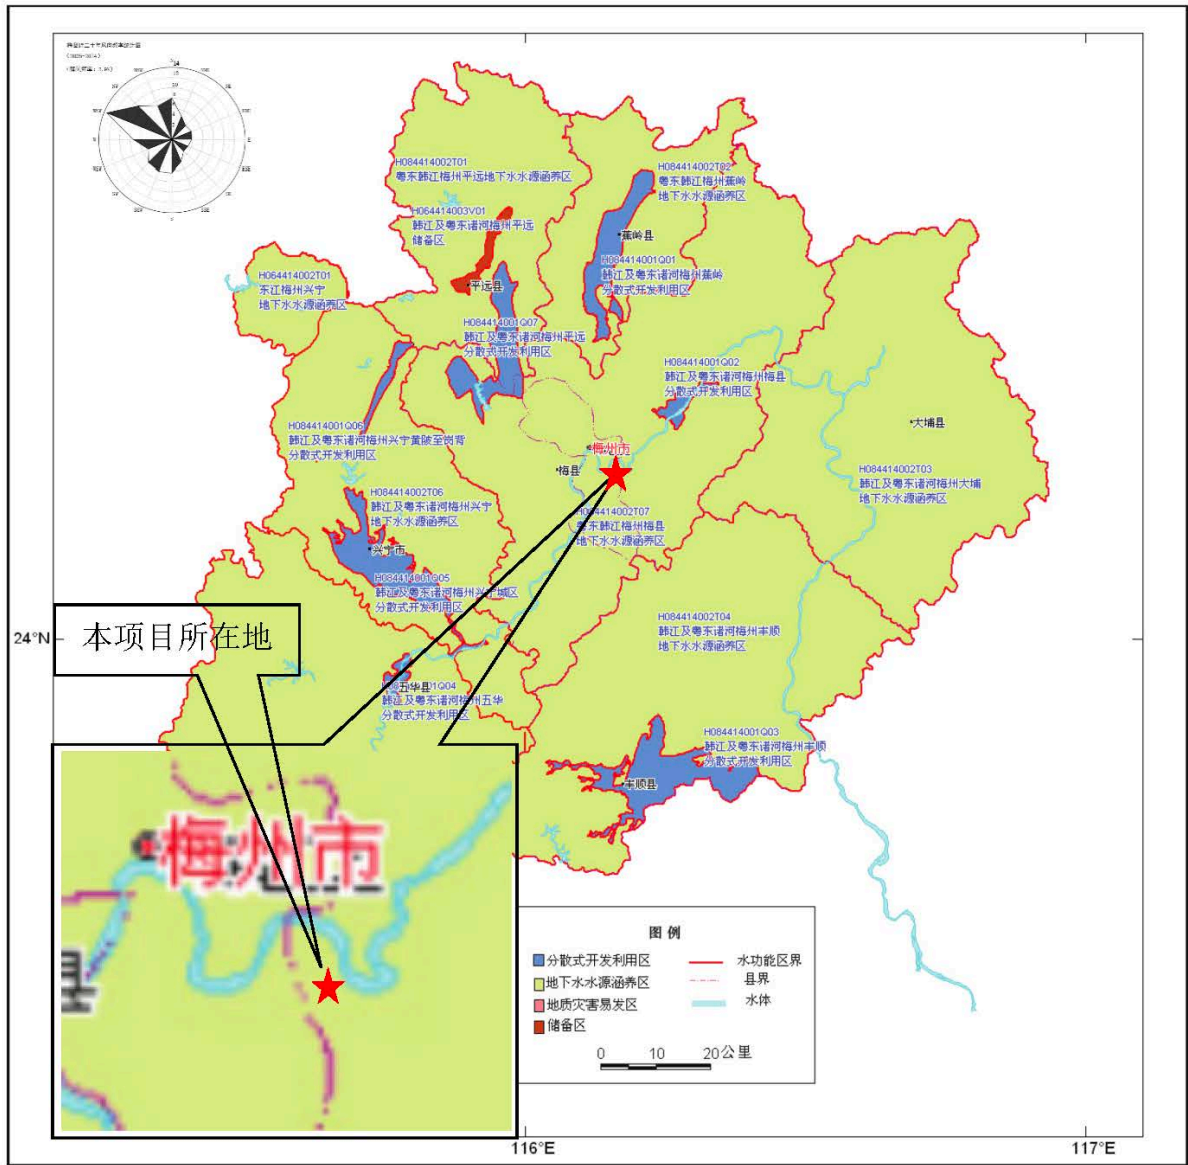 H084414002T01
粤东韩江梅州平远地下水水源涵养区
H084414002T02
粤东韩江梅州蕉岭
地下水水源涵养区
H064414003V01
韩江及粤东诸河梅州平远
储备区
蕉岭县
H084414001Q01
韩江及粤东诸河梅州蕉岭
分散式开发利用区
H064414002T01
东江梅州兴宁
地下水水源涵养区
平远县
H084414001Q07
韩江及粤东诸河梅州平远
分散式开发利用区
H084414001Q02
韩江及粤东诸河梅州梅县
分散式开发利用区
H084414001Q06
韩江及粤东诸河梅州兴宁黄陂至岗背
分散式开发利用区
大埔县
梅州市
梅县
H084414002T03
韩江及粤东诸河梅州大埔
地下水水源涵养区
H084414002T06
韩江及粤东诸河梅州兴宁
地下水水源涵养区
H084414002T07
粤东韩江梅州梅县
地下水水源涵养区
兴宁市
H084414001Q05
韩江及粤东诸河梅州兴宁城区
分散式开发利用区
H084414002T04
韩江及粤东诸河梅州丰顺
地下水水源涵养区
24°N
本项目所在地
五华县
01Q04
韩江及粤东诸河梅州五华
分散式开发利用区
H084414001Q03
韩江及粤东诸河梅州丰顺
分散式开发利用区
丰顺县
梅州市
县
图例
分散式开发利用区
水功能区界
地下水水源涵养区
县界
地质灾害易发区
水体
储备区
0 10 20公里
116°E
117°E